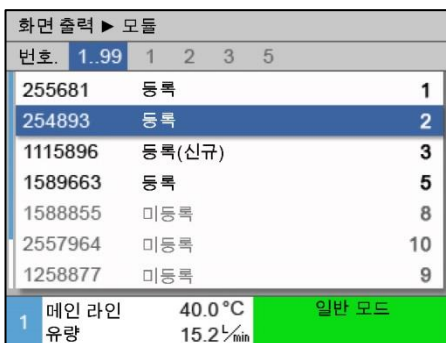 화면 출력 ► 모듈
번호. 1..99 1 2 3 5
255681 등록 1
254893 등록 2
1115896 등록(신규) 3
1589663 등록 5
1588855 미등록 8
2557964 미등록 10
1258877 미등록 9
1 메인 라인 40.0 °C 일반 모드
유량 15.2 L/min